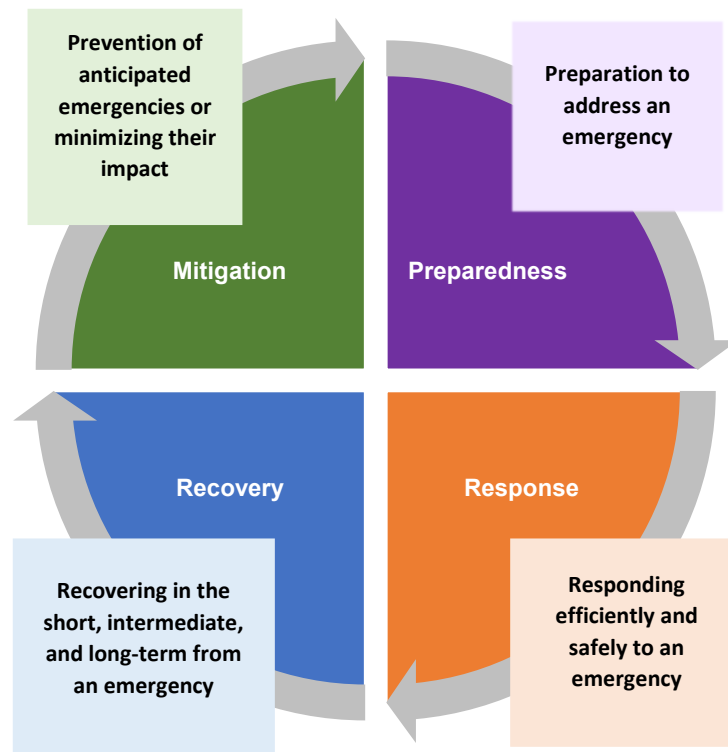 Prevention of
anticipated
emergencies or
minimizing their
impact
Preparation to
address an
emergency
Mitigation
Preparedness
Recovery
Response
Recovering in the
short, intermediate,
and long-term from
an emergency
Responding
efficiently and
safely to an
emergency